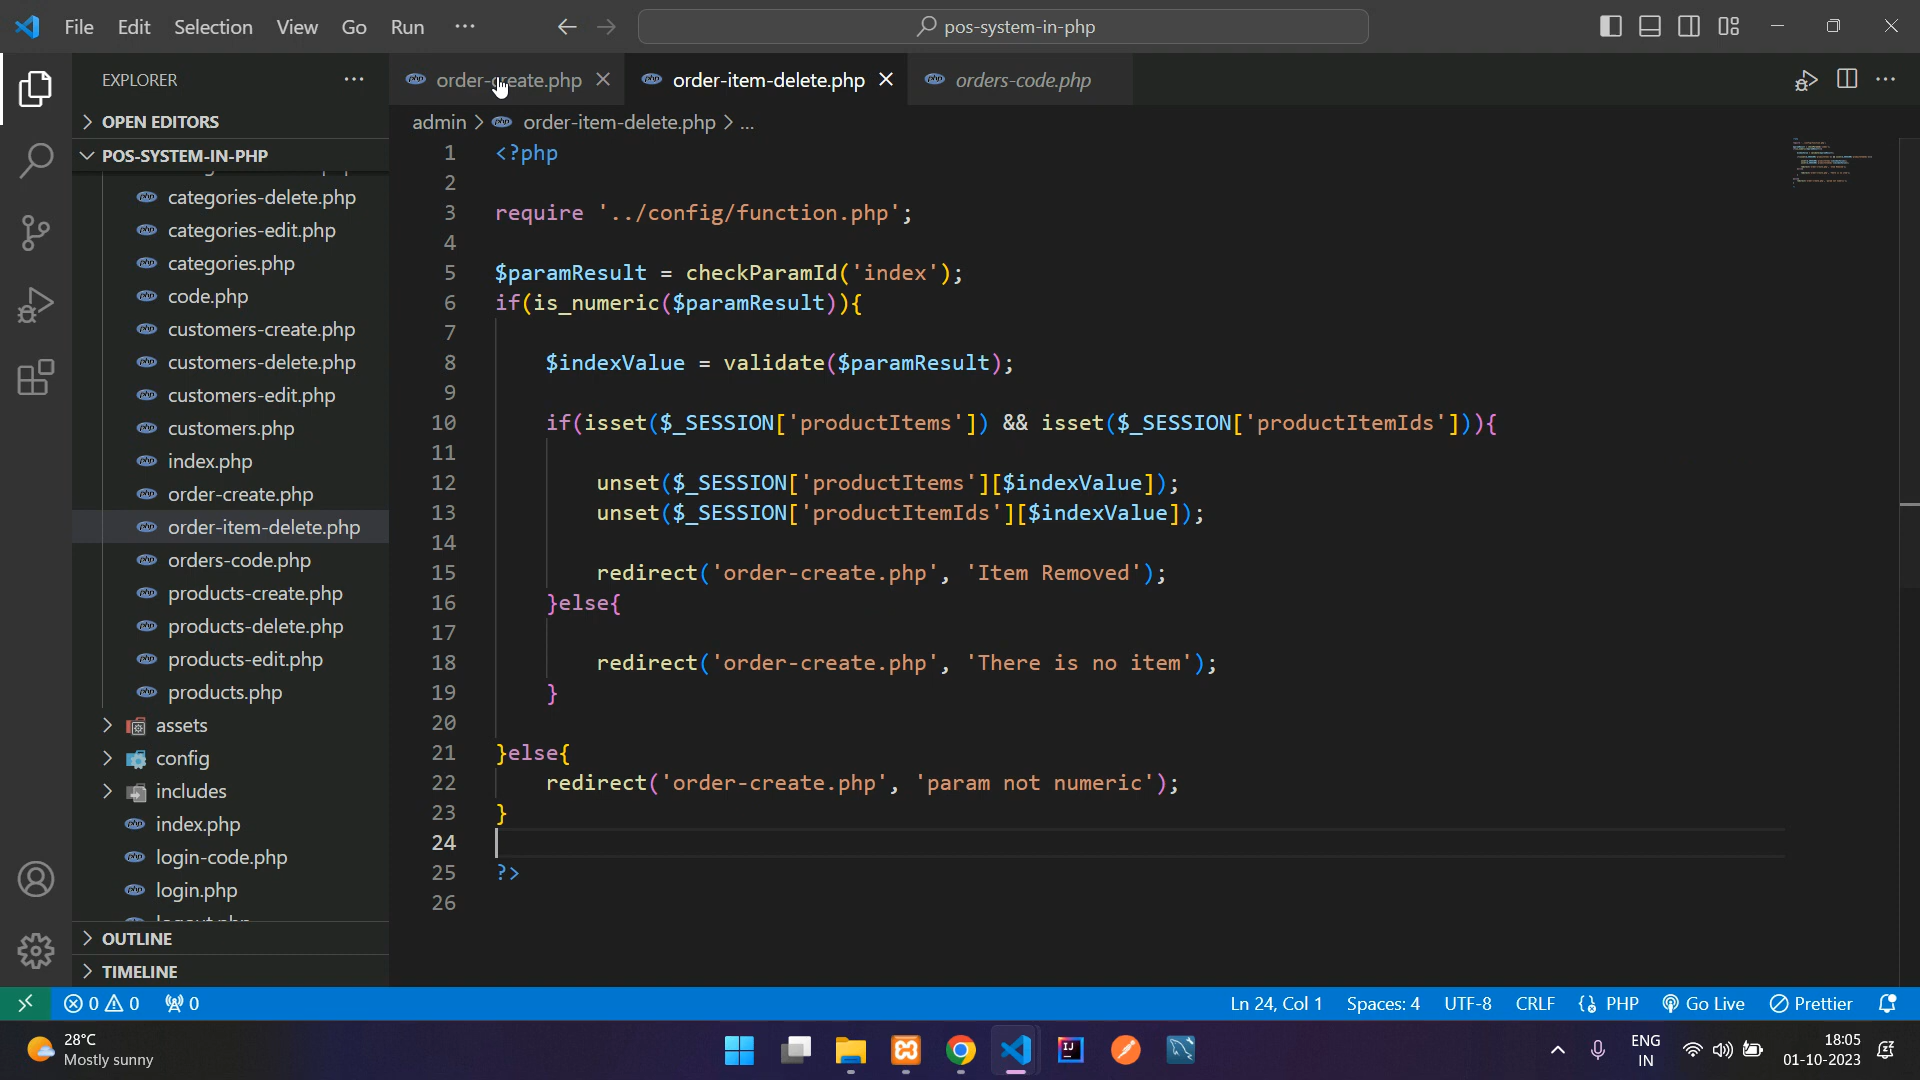 File Edit Selection View Go Run ···
pos-system-in-php
EXPLORER
OPEN EDITORS
POS-SYSTEM-IN-PHP
categories-delete.php
categories-edit.php
categories.php
code.php
customers-create.php
customers-delete.php
customers-edit.php
customers.php
index.php
order-create.php
order-item-delete.php
orders-code.php
products-create.php
products-delete.php
products-edit.php
products.php
assets
config
includes
index.php
login-code.php
login.php
OUTLINE
TIMELINE
order-create.php
order-item-delete.php
orders-code.php
admin > order-item-delete.php > ...
1 <?php
2
3 require '../config/function.php';
4
5 $paramResult = checkParamId('index');
6 if(is_numeric($paramResult)){
7
8 $indexValue = validate($paramResult);
9
10 if(isset($_SESSION['productItems']) && isset($_SESSION['productItemIds'])){
11
12 unset($_SESSION['productItems'][$indexValue]);
13 unset($_SESSION['productItemIds'][$indexValue]);
14
15 redirect('order-create.php', 'Item Removed');
16 }else{
17
18 redirect('order-create.php', 'There is no item');
19 }
20
21 }else{
22 redirect('order-create.php', 'param not numeric');
23 }
24
25 ?>
26
0 0 0
Ln 24, Col 1 Spaces: 4 UTF-8 CRLF PHP Go Live Prettier
28°C
Mostly sunny
ENG
IN
18:05
01-10-2023